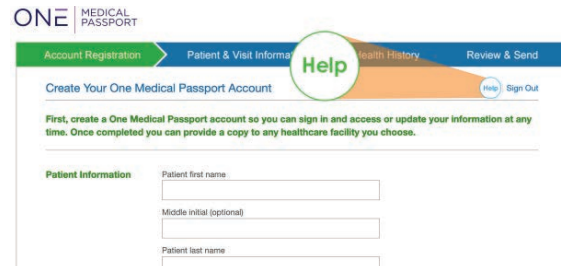 ONE MEDICAL
PASSPORT
Account Registration
Patient & Visit Informa
Help
ealth History
Review & Send
Create Your One Medical Passport Account
Help
Sign Out
First, create a One Medical Passport account so you can sign in and access or update your information at any
time. Once completed you can provide a copy to any healthcare facility you choose.
Patient Information
Patient first name
Middle initial (optional)
Patient last name